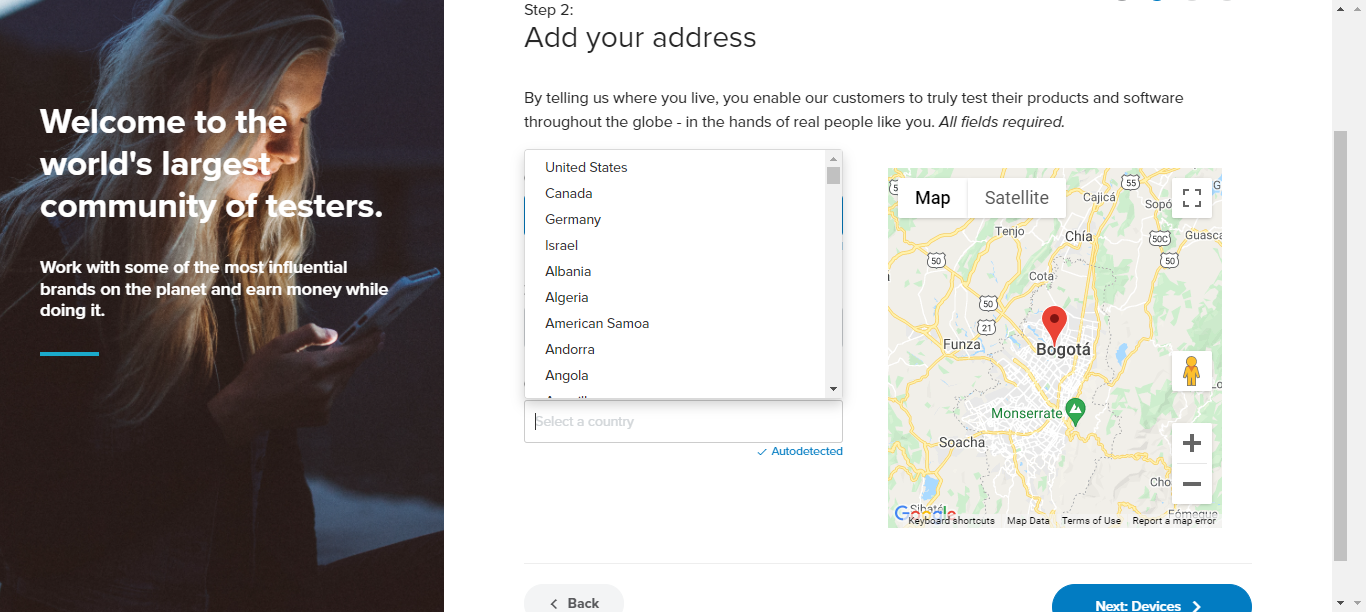 Step 2:
Add your address
Welcome to the
world's largest
community of testers.
Work with some of the most influential
brands on the planet and earn money while
doing it.
By telling us where you live, you enable our customers to truly test their products and software
throughout the globe - in the hands of real people like you. All fields required.
United States
Canada
Germany
Israel
Albania
Algeria
American Samoa
Andorra
Angola
Select a country
Autodetected
Map Satellite
55
Cajicá
Sopó
Tenjo
Chía
50C
Guasca
50
50
Cota
50
21
Funza
Bogotá
Monserrate
Soacha
Cho
Sibaté
Google
Fómeque
Keyboard shortcuts Map Data Terms of Use Report a map error
Back
Next: Devices